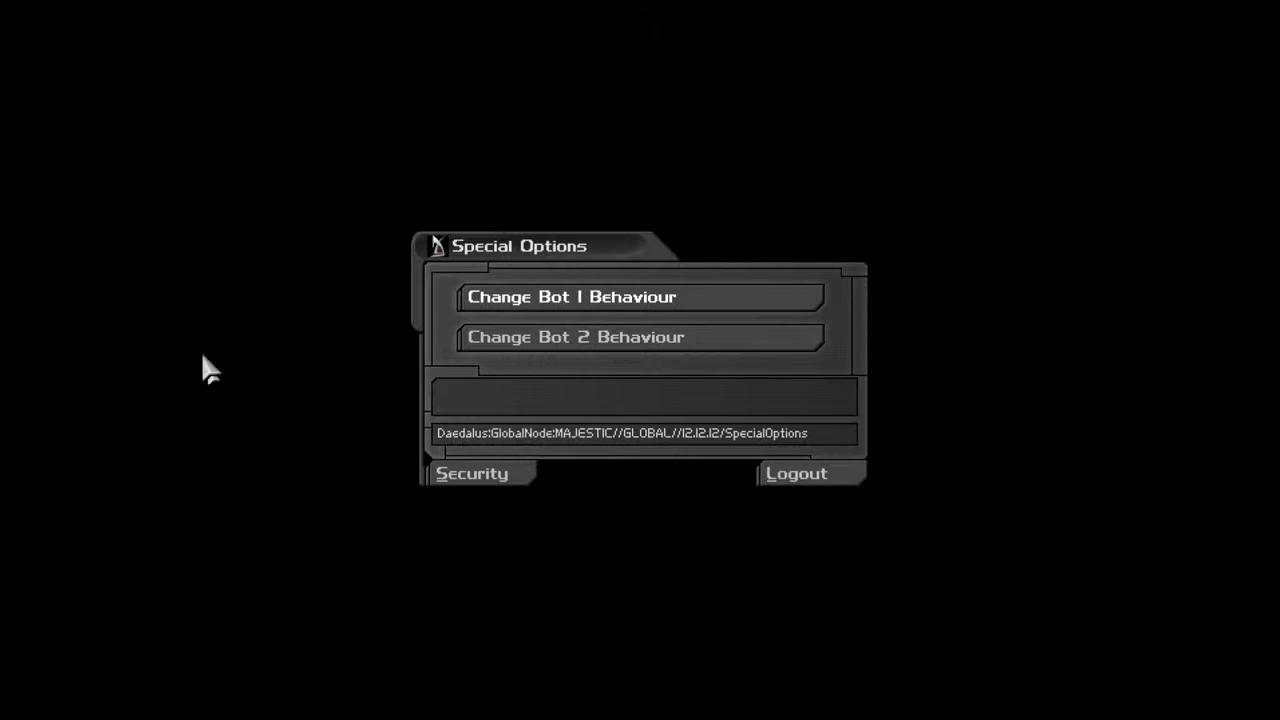 Special Options
Change Bot 1 Behaviour
Change Bot 2 Behaviour
Daedalus:GlobalNode:MAJESTIC//GLOBAL//12.12.12/SpecialOptions
Security
Logout